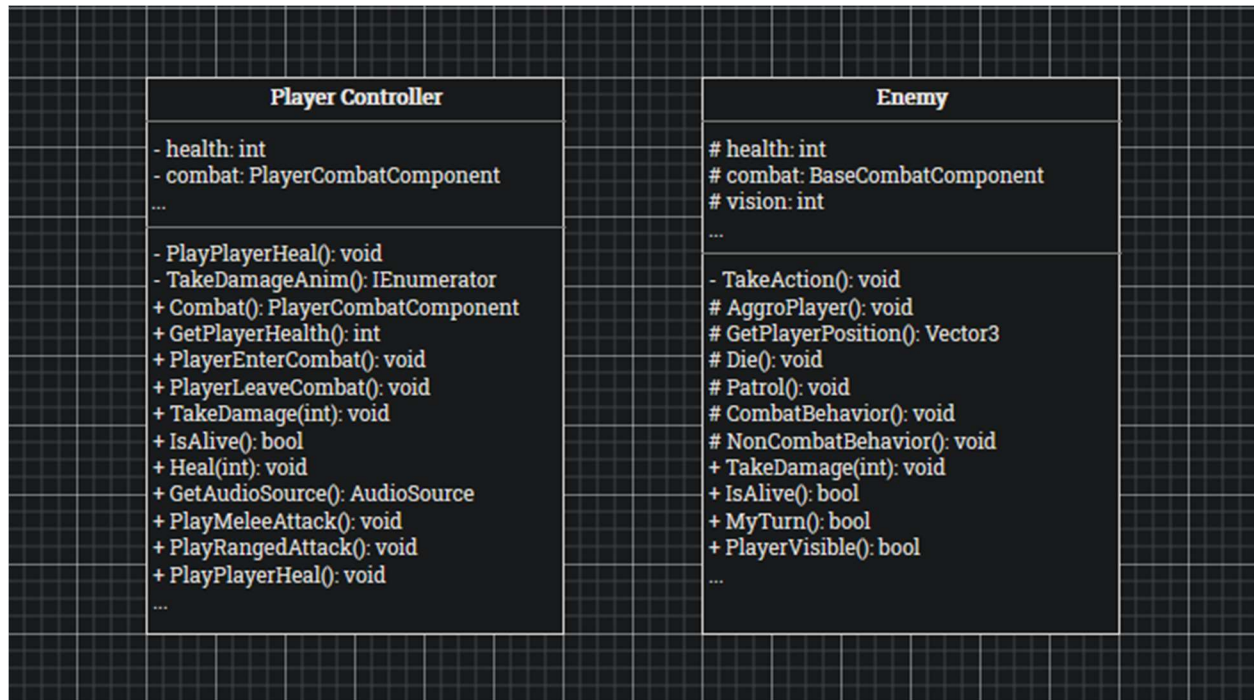 Player Controller
- health: int
- combat: PlayerCombatComponent
...
- PlayPlayerHeal(): void
- TakeDamageAnim(): IEnumerator
+ Combat(): PlayerCombatComponent
+ GetPlayerHealth(): int
+ PlayerEnterCombat(): void
+ PlayerLeaveCombat(): void
+ TakeDamage(int): void
+ IsAlive(): bool
+ Heal(int): void
+ GetAudioSource(): AudioSource
+ PlayMeleeAttack(): void
+ PlayRangedAttack(): void
+ PlayPlayerHeal(): void
...
Enemy
# health: int
# combat: BaseCombatComponent
# vision: int
...
- TakeAction(): void
# AggroPlayer(): void
# GetPlayerPosition(): Vector3
# Die(): void
# Patrol(): void
# CombatBehavior(): void
# NonCombatBehavior(): void
+ TakeDamage(int): void
+ IsAlive(): bool
+ MyTurn(): bool
+ PlayerVisible(): bool
...